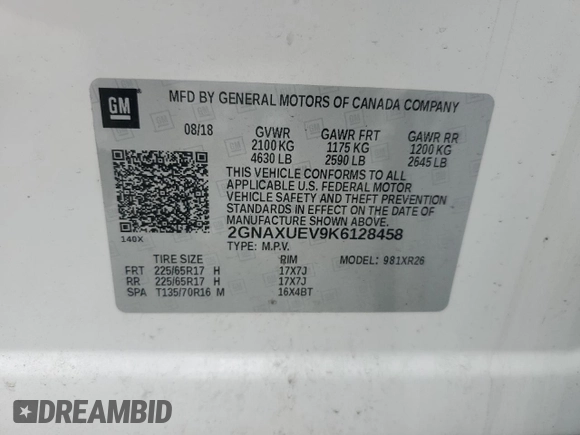 GM
MFD BY GENERAL MOTORS OF CANADA COMPANY
08/18 GVWR GAWR FRT GAWR RR
2100 KG 1175 KG 1200 KG
4630 LB 2590 LB 2645 LB
THIS VEHICLE CONFORMS TO ALL
APPLICABLE U.S. FEDERAL MOTOR
VEHICLE SAFETY AND THEFT PREVENTION
STANDARDS IN EFFECT ON THE DATE OF
MANUFACTURE SHOWN ABOVE.
2GNAXUEV9K6128458
140X TYPE: M.P.V.
TIRE SIZE RIM MODEL: 981XR26
FRT 225/65R17 H 17X7J
RR 225/65R17 H 17X7J
SPA T135/70R16 M 16X4BT
DREAMBID